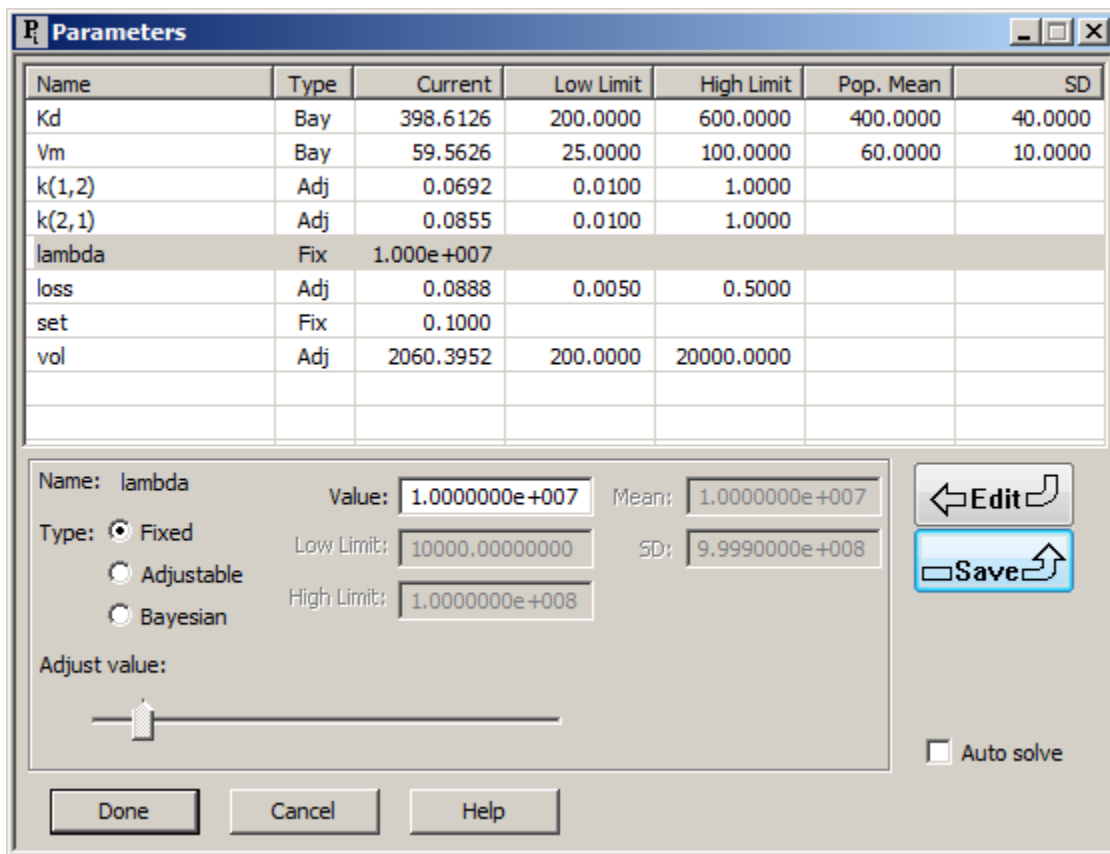 Parameters
Name Type Current Low Limit High Limit Pop. Mean SD
Kd Bay 398.6126 200.0000 600.0000 400.0000 40.0000
Vm Bay 59.5626 25.0000 100.0000 60.0000 10.0000
k(1,2) Adj 0.0692 0.0100 1.0000
k(2,1) Adj 0.0855 0.0100 1.0000
lambda Fix 1.000e+007
loss Adj 0.0888 0.0050 0.5000
set Fix 0.1000
vol Adj 2060.3952 200.0000 20000.0000
Name: lambda Value: 1.0000000e+007 Mean: 1.0000000e+007 Edit
Type: Fixed Low Limit: 10000.00000000 SD: 9.9990000e+008 Save
Adjustable High Limit: 1.0000000e+008
Bayesian
Adjust value:
Auto solve
Done Cancel Help